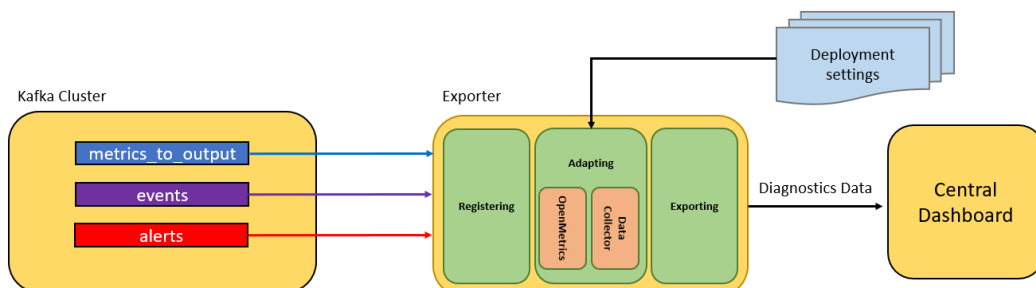 Deployment
settings
Kafka Cluster
Exporter
metrics_to_output
events
alerts
Registering
Adapting
OpenMetrics
Data
Collector
Exporting
Diagnostics Data
Central
Dashboard